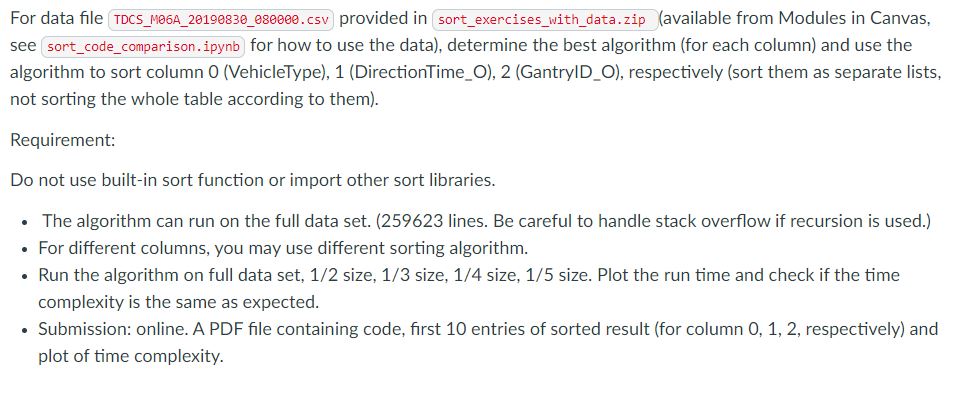 For data file TDCS_M06A_20190830_080000.csv provided in sort_exercises_with_data.zip (available from Modules in Canvas,
see sort_code_comparison.ipynb for how to use the data), determine the best algorithm (for each column) and use the
algorithm to sort column 0 (VehicleType), 1 (DirectionTime_O), 2 (GantryID_O), respectively (sort them as separate lists,
not sorting the whole table according to them).
Requirement:
Do not use built-in sort function or import other sort libraries.
• The algorithm can run on the full data set. (259623 lines. Be careful to handle stack overflow if recursion is used.)
• For different columns, you may use different sorting algorithm.
• Run the algorithm on full data set, 1/2 size, 1/3 size, 1/4 size, 1/5 size. Plot the run time and check if the time
complexity is the same as expected.
• Submission: online. A PDF file containing code, first 10 entries of sorted result (for column 0, 1, 2, respectively) and
plot of time complexity.